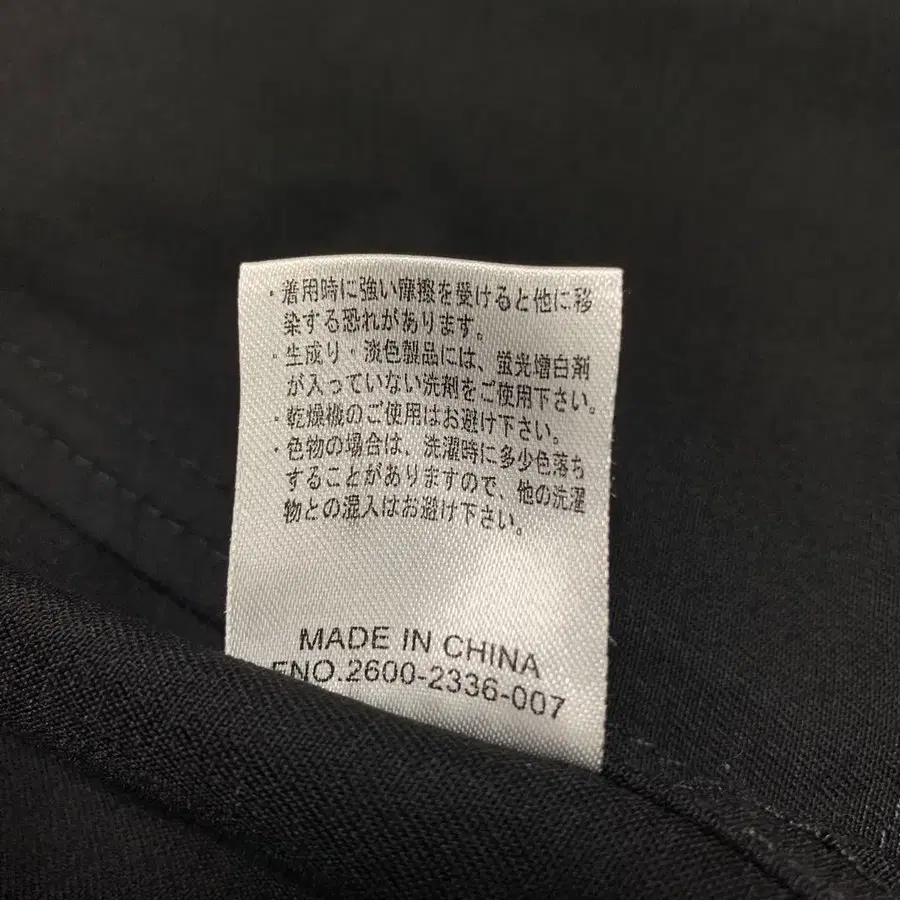 ・着用時に強い摩擦を受けると他に移
染する恐れがあります。
・生成り・淡色製品には、蛍光増白剤
が入っていない洗剤をご使用下さい。
・乾燥機のご使用はお避け下さい。
・色物の場合は、洗濯時に多少色落ち
することがありますので、他の洗濯
物との混入はお避け下さい。
MADE IN CHINA
FNO.2600-2336-007